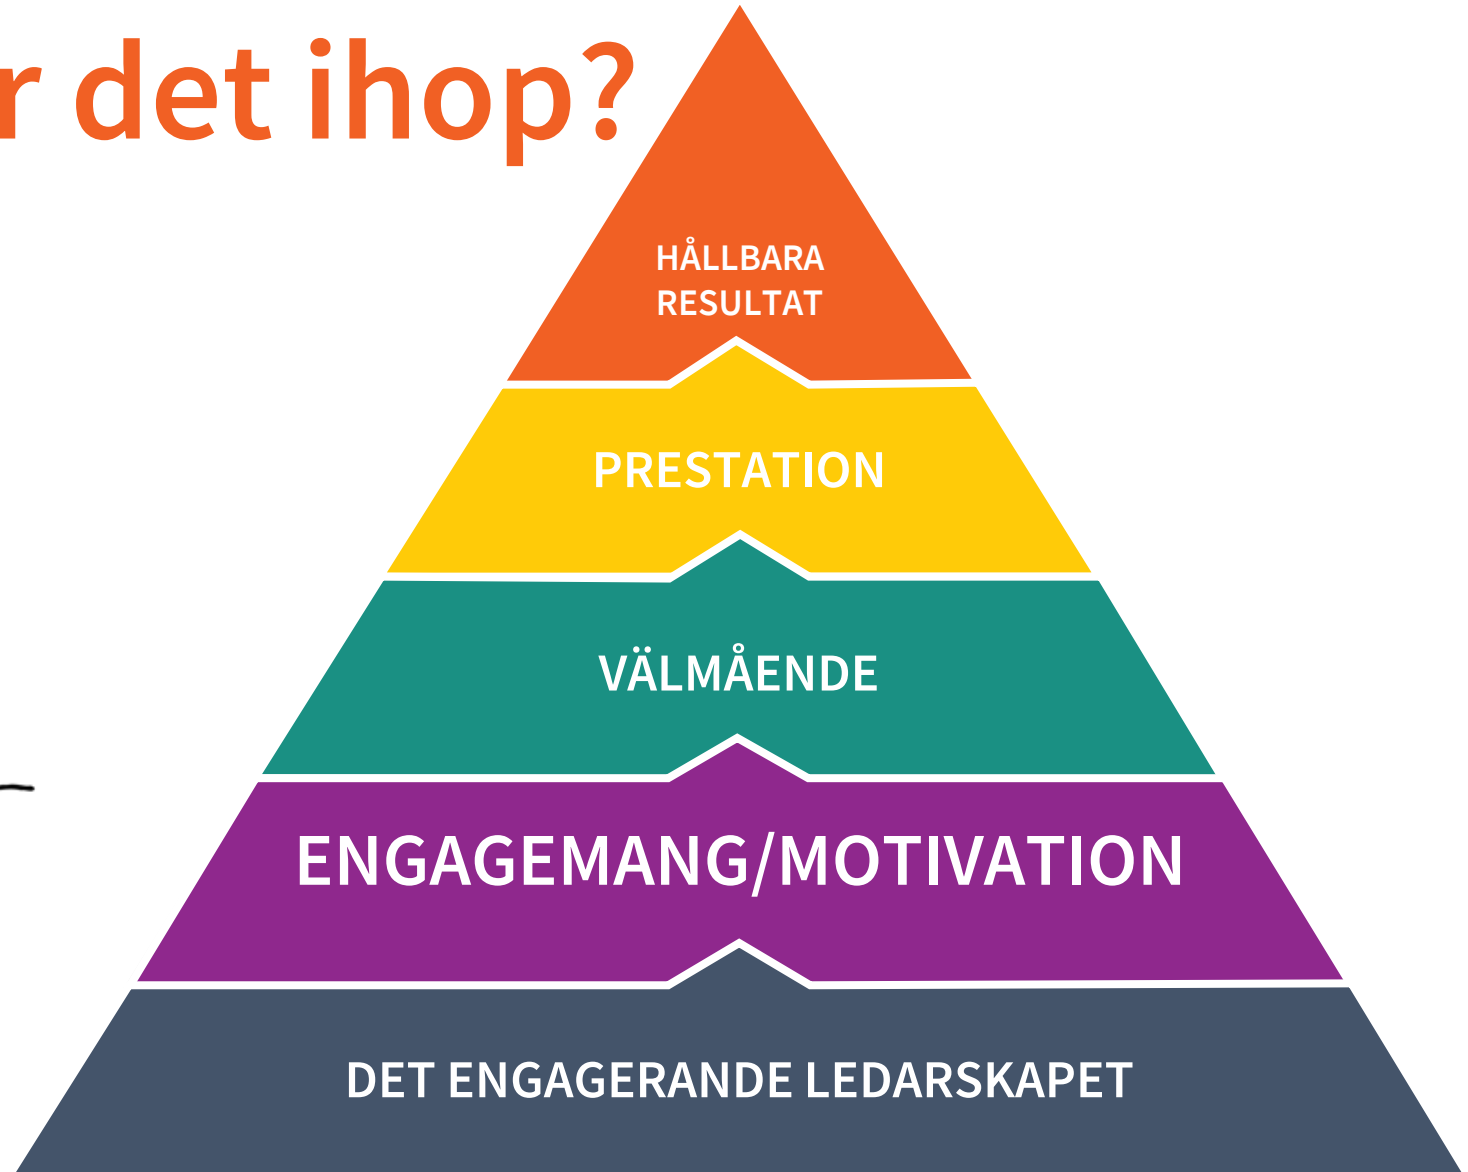 r det ihop?
HÅLLBARA
RESULTAT
PRESTATION
VÄLMÅENDE
ENGAGEMANG/MOTIVATION
DET ENGAGERANDE LEDARSKAPET